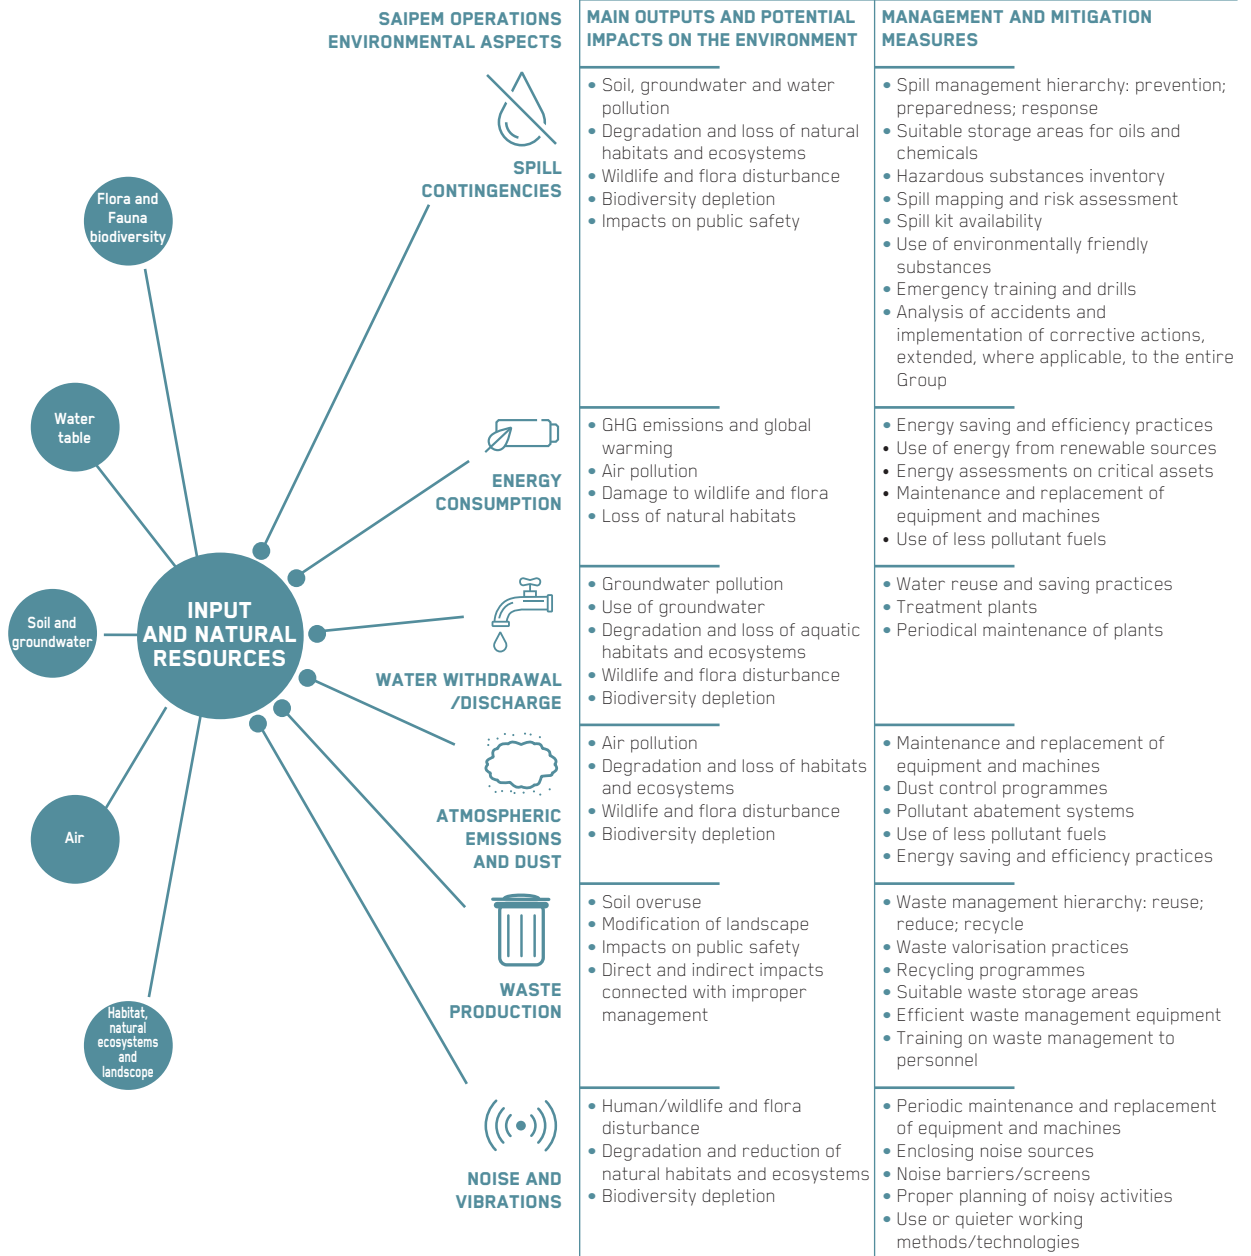 SAIPEM OPERATIONS
ENVIRONMENTAL ASPECTS
MAIN OUTPUTS AND POTENTIAL
IMPACTS ON THE ENVIRONMENT
MANAGEMENT AND MITIGATION
MEASURES
Flora and
Fauna
biodiversity
Water
table
Soil and
groundwater
Air
Habitat,
natural
ecosystems
and
landscape
INPUT
AND NATURAL
RESOURCES
SPILL
CONTINGENCIES
• Soil, groundwater and water
pollution
• Degradation and loss of natural
habitats and ecosystems
• Wildlife and flora disturbance
• Biodiversity depletion
• Impacts on public safety
• Spill management hierarchy: prevention;
preparedness; response
• Suitable storage areas for oils and
chemicals
• Hazardous substances inventory
• Spill mapping and risk assessment
• Spill kit availability
• Use of environmentally friendly
substances
• Emergency training and drills
• Analysis of accidents and
implementation of corrective actions,
extended, where applicable, to the entire
Group
ENERGY
CONSUMPTION
• GHG emissions and global
warming
• Air pollution
• Damage to wildlife and flora
• Loss of natural habitats
• Energy saving and efficiency practices
• Use of energy from renewable sources
• Energy assessments on critical assets
• Maintenance and replacement of
equipment and machines
• Use of less pollutant fuels
WATER WITHDRAWAL
/DISCHARGE
• Groundwater pollution
• Use of groundwater
• Degradation and loss of aquatic
habitats and ecosystems
• Wildlife and flora disturbance
• Biodiversity depletion
• Water reuse and saving practices
• Treatment plants
• Periodical maintenance of plants
ATMOSPHERIC
EMISSIONS
AND DUST
• Air pollution
• Degradation and loss of habitats
and ecosystems
• Wildlife and flora disturbance
• Biodiversity depletion
• Maintenance and replacement of
equipment and machines
• Dust control programmes
• Pollutant abatement systems
• Use of less pollutant fuels
• Energy saving and efficiency practices
WASTE
PRODUCTION
• Soil overuse
• Modification of landscape
• Impacts on public safety
• Direct and indirect impacts
connected with improper
management
• Waste management hierarchy: reuse;
reduce; recycle
• Waste valorisation practices
• Recycling programmes
• Suitable waste storage areas
• Efficient waste management equipment
• Training on waste management to
personnel
NOISE AND
VIBRATIONS
• Human/wildlife and flora
disturbance
• Degradation and reduction of
natural habitats and ecosystems
• Biodiversity depletion
• Periodic maintenance and replacement
of equipment and machines
• Enclosing noise sources
• Noise barriers/screens
• Proper planning of noisy activities
• Use or quieter working
methods/technologies